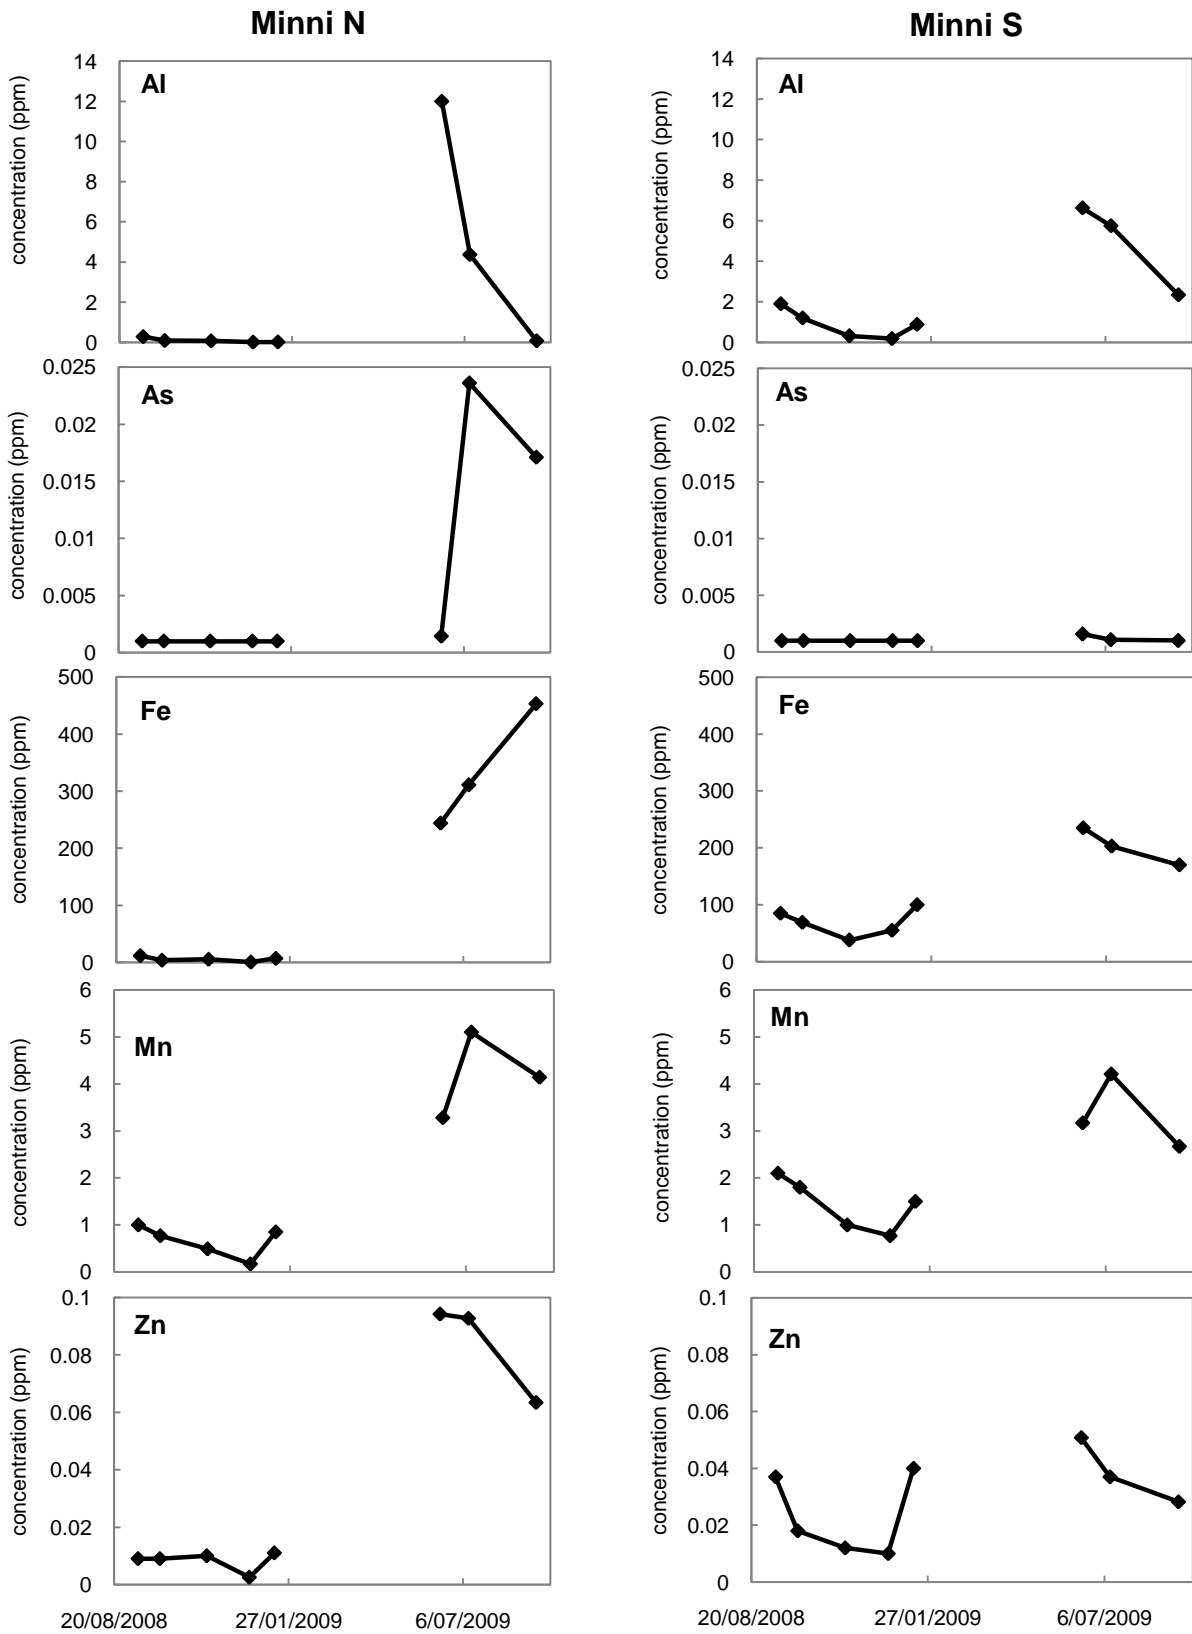 Minni N
Minni S
Al
concentration (ppm)
14
12
10
8
6
4
2
0
Al
concentration (ppm)
14
12
10
8
6
4
2
0
As
concentration (ppm)
0.025
0.02
0.015
0.01
0.005
0
As
concentration (ppm)
0.025
0.02
0.015
0.01
0.005
0
Fe
concentration (ppm)
500
400
300
200
100
0
Fe
concentration (ppm)
500
400
300
200
100
0
Mn
concentration (ppm)
6
5
4
3
2
1
0
Mn
concentration (ppm)
6
5
4
3
2
1
0
Zn
concentration (ppm)
0.1
0.08
0.06
0.04
0.02
0
Zn
concentration (ppm)
0.1
0.08
0.06
0.04
0.02
0
20/08/2008 27/01/2009 6/07/2009
20/08/2008 27/01/2009 6/07/2009